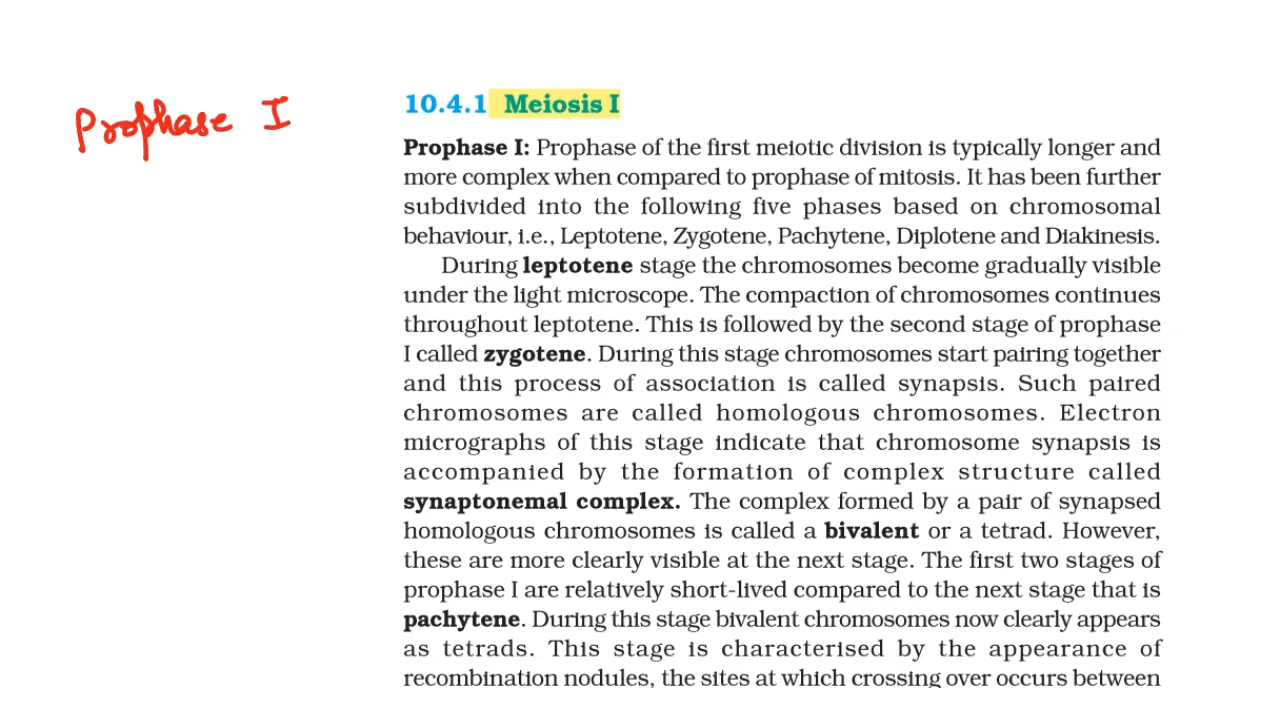 Prophase I
10.4.1 Meiosis I
Prophase I: Prophase of the first meiotic division is typically longer and
more complex when compared to prophase of mitosis. It has been further
subdivided into the following five phases based on chromosomal
behaviour, i.e., Leptotene, Zygotene, Pachytene, Diplotene and Diakinesis.
During leptotene stage the chromosomes become gradually visible
under the light microscope. The compaction of chromosomes continues
throughout leptotene. This is followed by the second stage of prophase
I called zygotene. During this stage chromosomes start pairing together
and this process of association is called synapsis. Such paired
chromosomes are called homologous chromosomes. Electron
micrographs of this stage indicate that chromosome synapsis is
accompanied by the formation of complex structure called
synaptonemal complex. The complex formed by a pair of synapsed
homologous chromosomes is called a bivalent or a tetrad. However,
these are more clearly visible at the next stage. The first two stages of
prophase I are relatively short-lived compared to the next stage that is
pachytene. During this stage bivalent chromosomes now clearly appears
as tetrads. This stage is characterised by the appearance of
recombination nodules, the sites at which crossing over occurs between